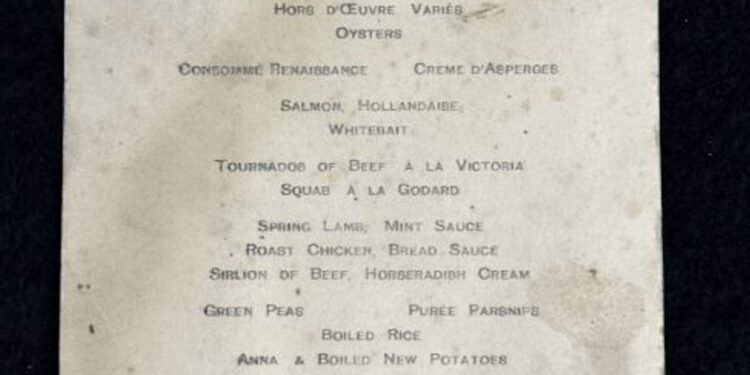 HORS D'ŒUVRE VARIÉS
OYSTERS
CONSOMMÉ RENAISSANCE CRÈME D'ASPERGES
SALMON, HOLLANDAISE
WHITEBAIT
TOURNADOS OF BEEF À LA VICTORIA
SQUAB À LA GODARD
SPRING LAMB, MINT SAUCE
ROAST CHICKEN, BREAD SAUCE
SIRLION OF BEEF, HORSERADISH CREAM
GREEN PEAS PURÉE PARSNIPS
BOILED RICE
ANNA & BOILED NEW POTATOES